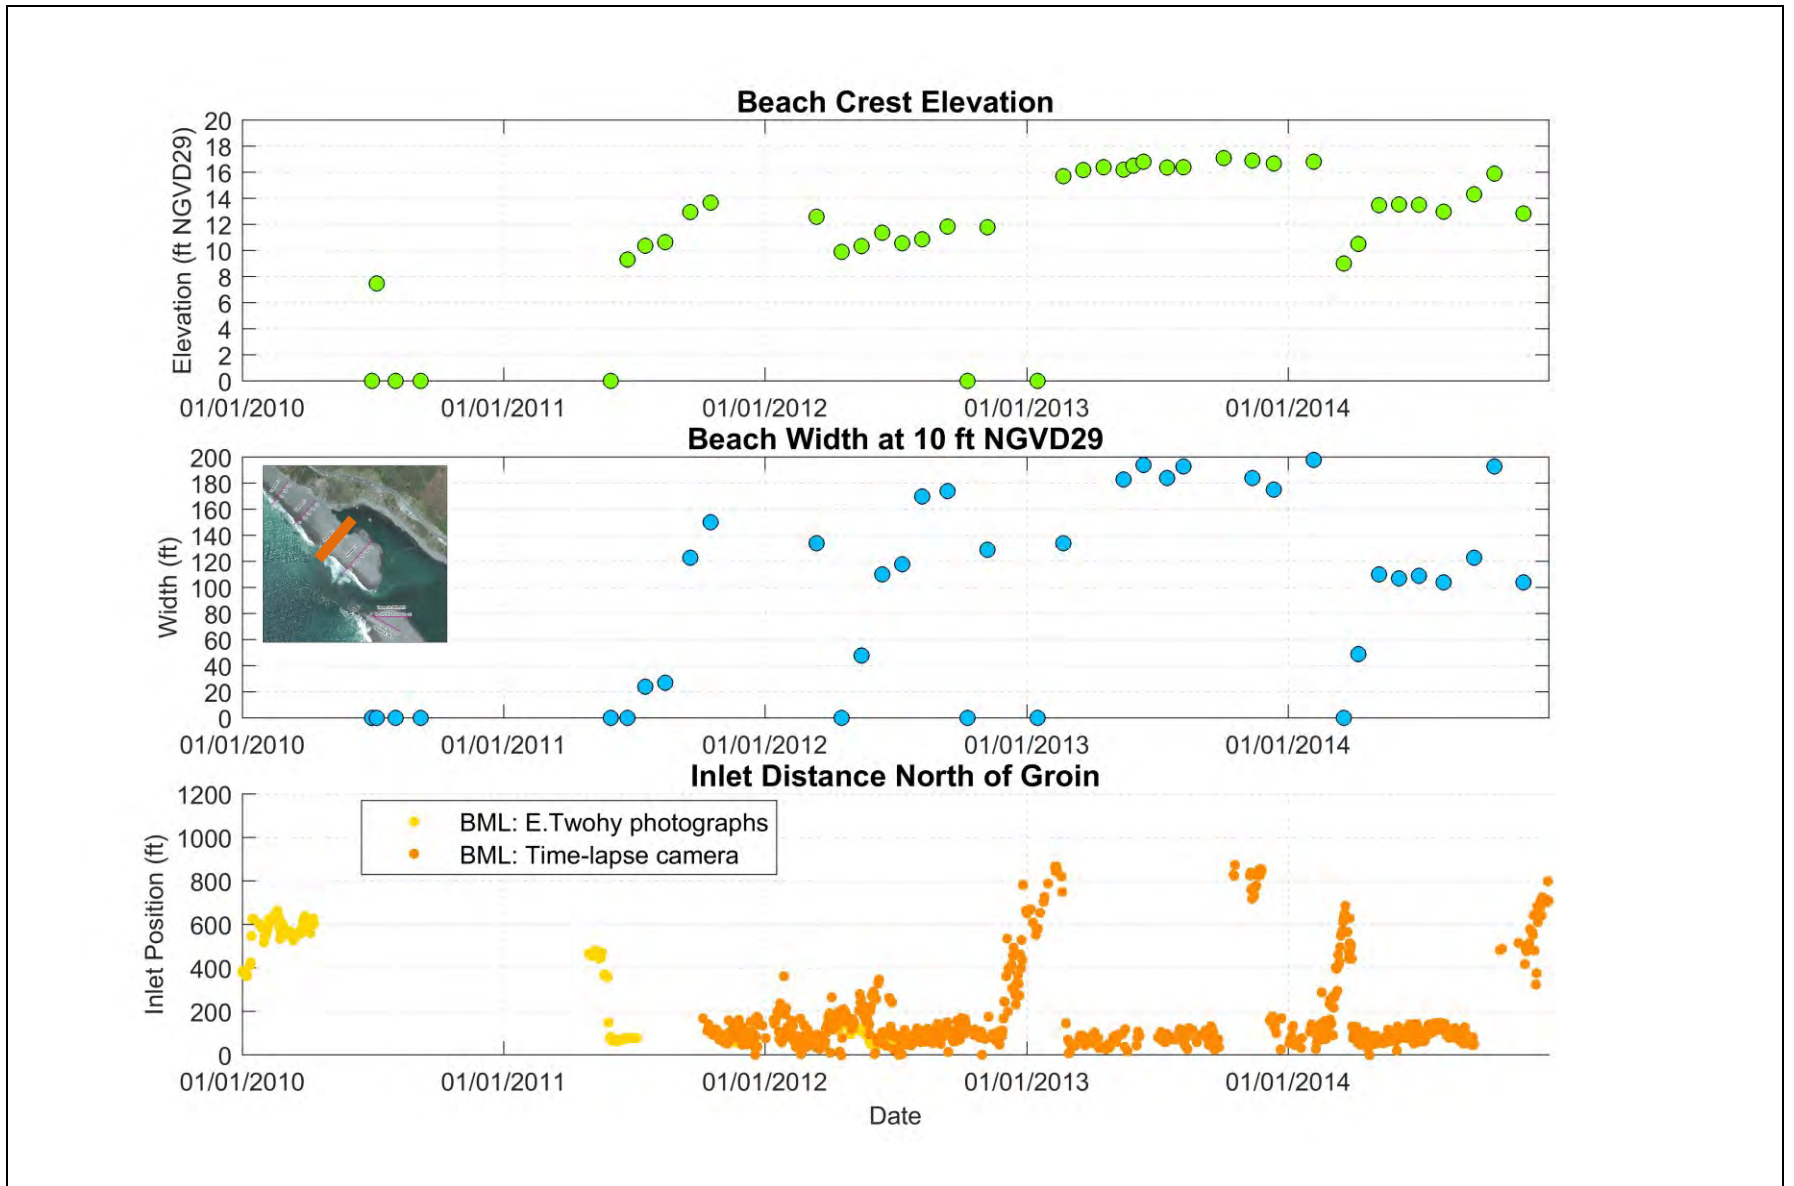 Beach Crest Elevation
Elevation (ft NGVD29)
20
18
16
14
12
10
8
6
4
2
0
01/01/2010 01/01/2011 01/01/2012 01/01/2013 01/01/2014
Beach Width at 10 ft NGVD29
Width (ft)
200
180
160
140
120
100
80
60
40
20
0
01/01/2010 01/01/2011 01/01/2012 01/01/2013 01/01/2014
Inlet Distance North of Groin
Inlet Position (ft)
1200
1000
800
600
400
200
0
BML: E.Twohy photographs
BML: Time-lapse camera
01/01/2010 01/01/2011 01/01/2012 01/01/2013 01/01/2014
Date